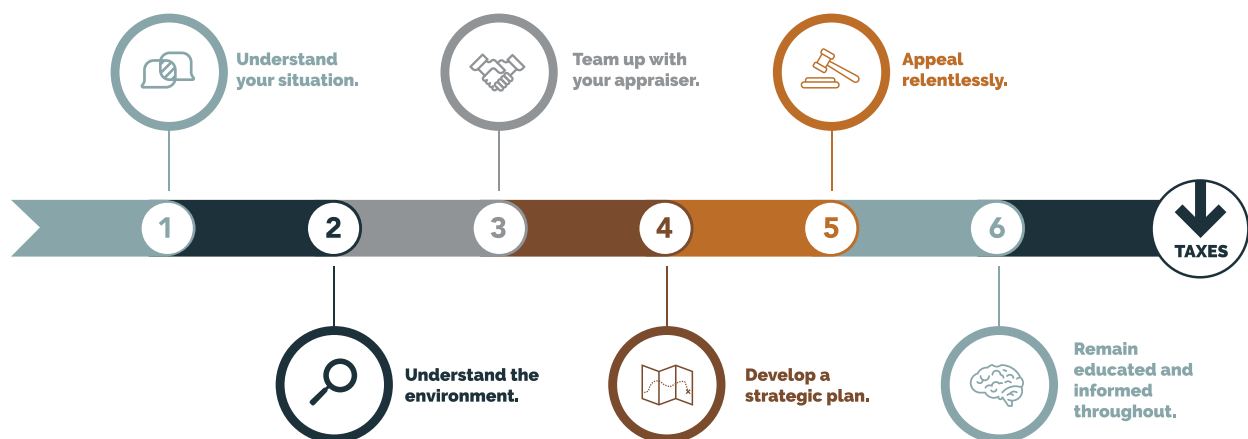 Understand
your situation.
Team up with
your appraiser.
Appeal
relentlessly.
1
2
3
4
5
6
TAXES
Understand the
environment.
Develop a
strategic plan.
Remain
educated and
informed
throughout.